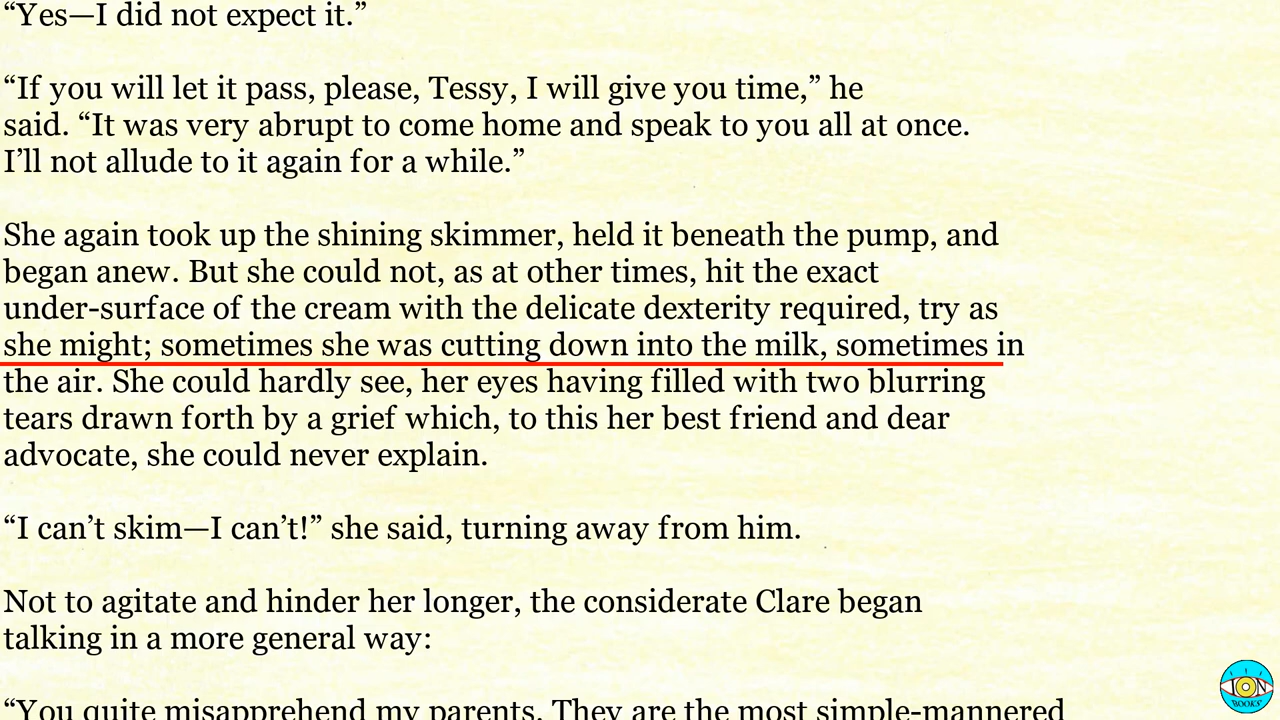 “Yes—I did not expect it.”
“If you will let it pass, please, Tessy, I will give you time,” he
said. “It was very abrupt to come home and speak to you all at once.
I’ll not allude to it again for a while.”
She again took up the shining skimmer, held it beneath the pump, and
began anew. But she could not, as at other times, hit the exact
under-surface of the cream with the delicate dexterity required, try as
she might; sometimes she was cutting down into the milk, sometimes in
the air. She could hardly see, her eyes having filled with two blurring
tears drawn forth by a grief which, to this her best friend and dear
advocate, she could never explain.
“I can’t skim—I can’t!” she said, turning away from him.
Not to agitate and hinder her longer, the considerate Clare began
talking in a more general way:
“You quite misapprehend my parents. They are the most simple-mannered
ION
BOOKS